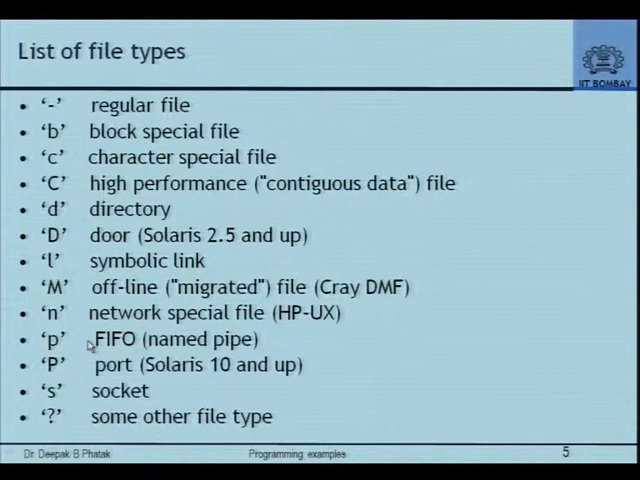 List of file types
IIT BOMBAY
• ‘-’ regular file
• ‘b’ block special file
• ‘c’ character special file
• ‘C’ high performance ("contiguous data") file
• ‘d’ directory
• ‘D’ door (Solaris 2.5 and up)
• ‘l’ symbolic link
• ‘M’ off-line ("migrated") file (Cray DMF)
• ‘n’ network special file (HP-UX)
• ‘p’ FIFO (named pipe)
• ‘P’ port (Solaris 10 and up)
• ‘s’ socket
• ‘?’ some other file type
Dr. Deepak B Phatak Programming examples 5